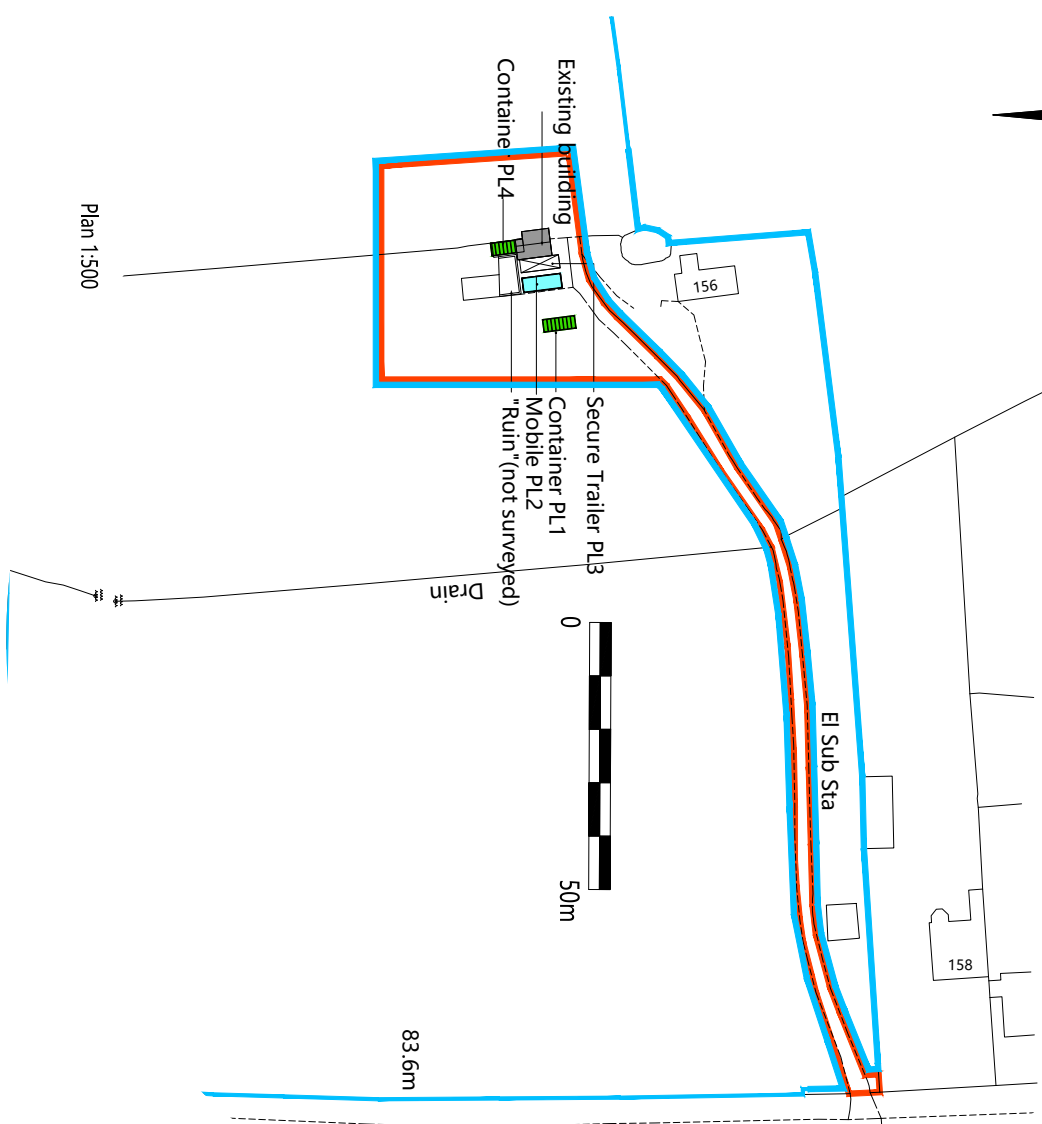 Existing building
Container PL4
Plan 1:500
156
Secure Trailer PL3
Container PL1
Mobile PL2
"Ruin"(not surveyed)
Drain
0
50m
El Sub Sta
158
83.6m